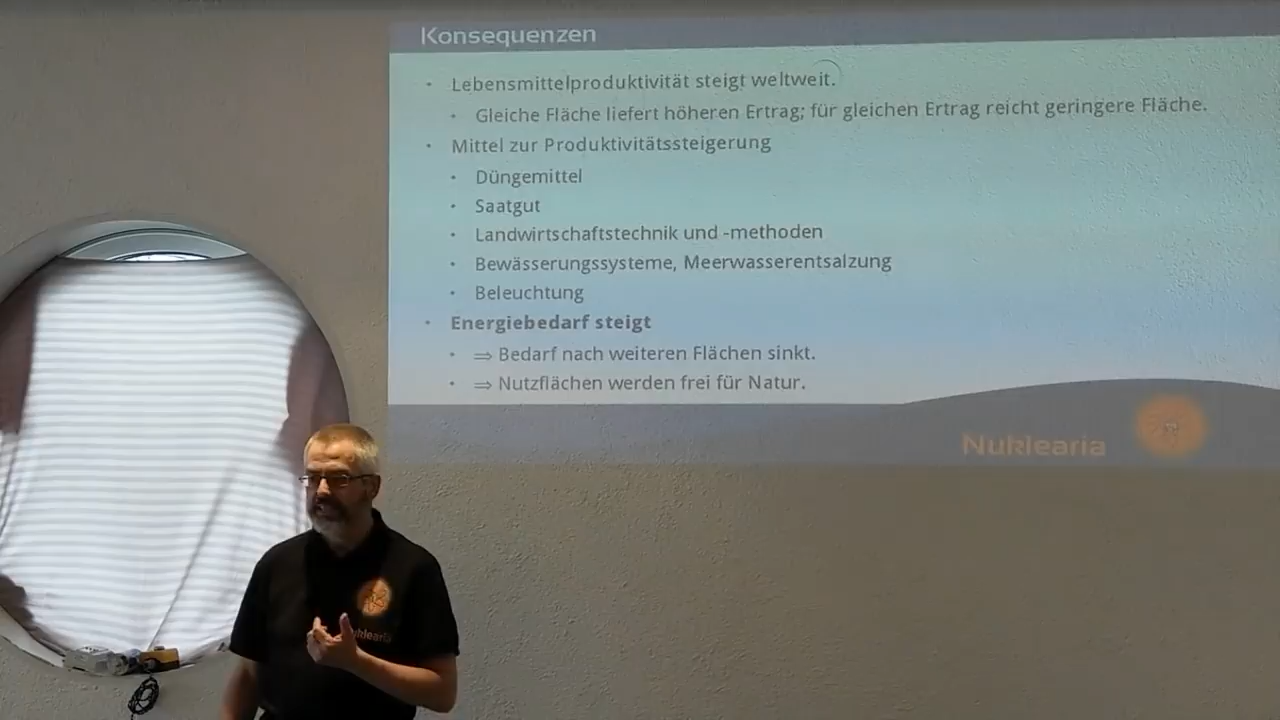 Konsequenzen
• Lebensmittelproduktivität steigt weltweit.
• Gleiche Fläche liefert höheren Ertrag; für gleichen Ertrag reicht geringere Fläche.
• Mittel zur Produktivitätssteigerung
• Düngemittel
• Saatgut
• Landwirtschaftstechnik und -methoden
• Bewässerungssysteme, Meerwasserentsalzung
• Beleuchtung
• Energiebedarf steigt
• ⇒ Bedarf nach weiteren Flächen sinkt.
• ⇒ Nutzflächen werden frei für Natur.
Nuklearia
Nuklearia